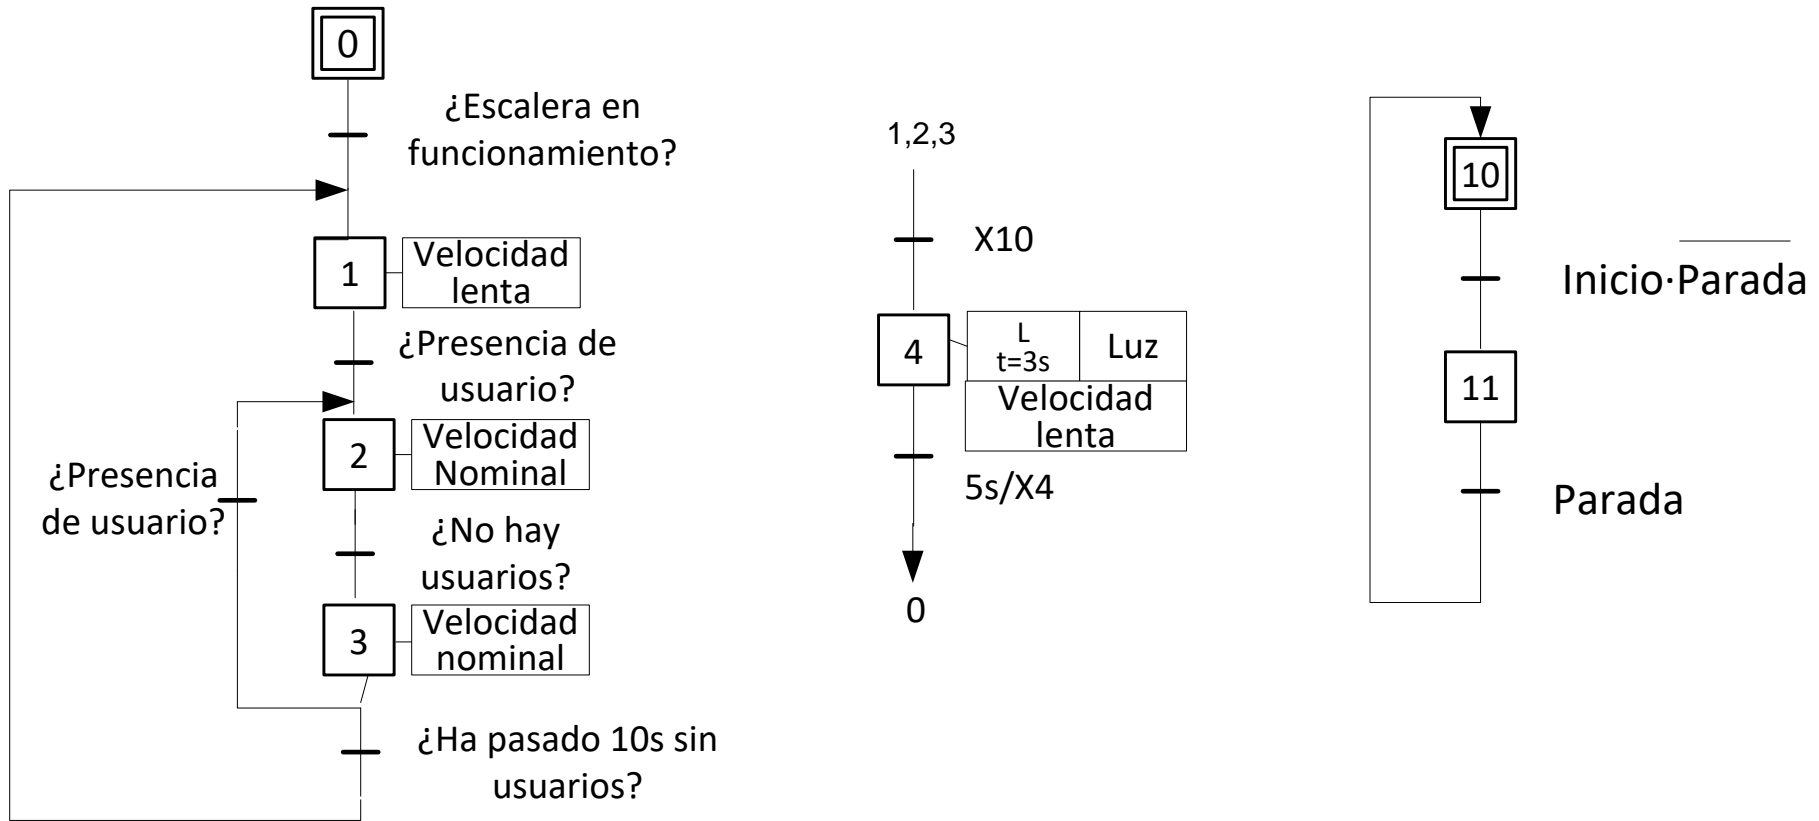 0
¿Escalera en
funcionamiento?
1
Velocidad
lenta
¿Presencia de
usuario?
2
Velocidad
Nominal
¿Presencia
de usuario?
¿No hay
usuarios?
3
Velocidad
nominal
¿Ha pasado 10s sin
usuarios?
1,2,3
X10
4
L
t=3s
Luz
Velocidad
lenta
5s/X4
0
10
Inicio·Parada
11
Parada